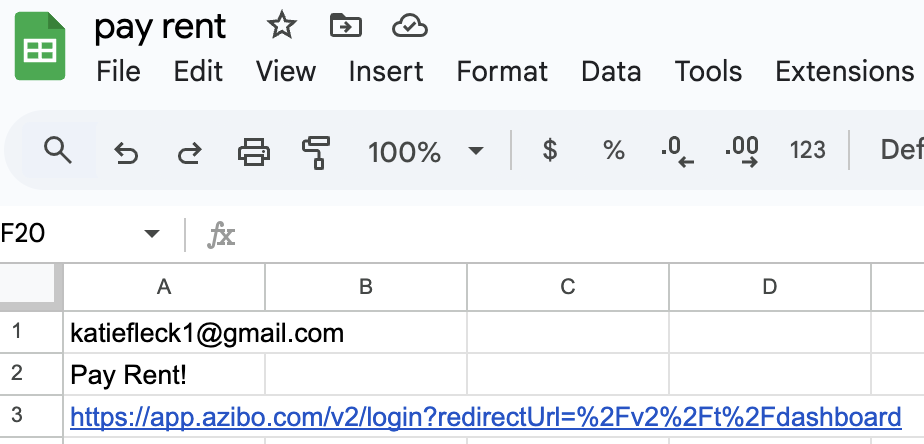 pay rent
File Edit View Insert Format Data Tools Extensions
100% $ % .0 .00 123 Def
F20 fx
A B C D
1 katiefleck1@gmail.com
2 Pay Rent!
3 https://app.azibo.com/v2/login?redirectUrl=%2Fv2%2Ft%2Fdashboard